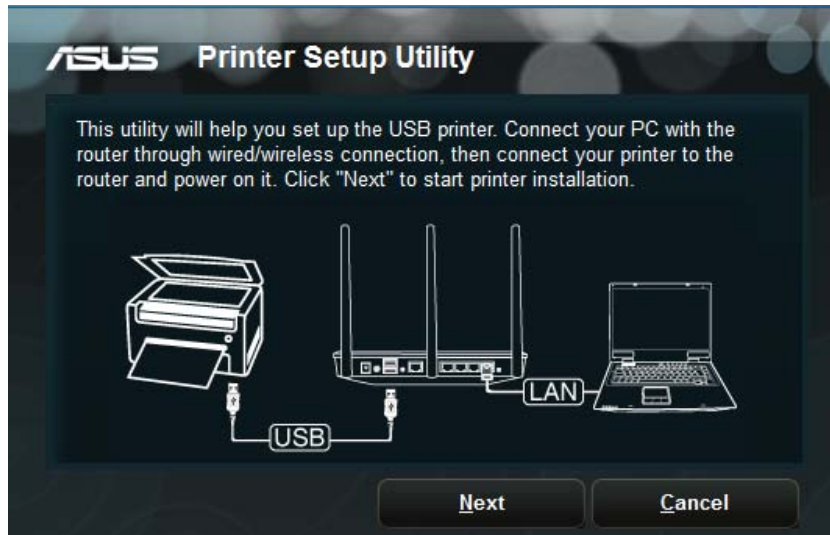 ASUS Printer Setup Utility
This utility will help you set up the USB printer. Connect your PC with the
router through wired/wireless connection, then connect your printer to the
router and power on it. Click "Next" to start printer installation.
LAN
USB
Next Cancel